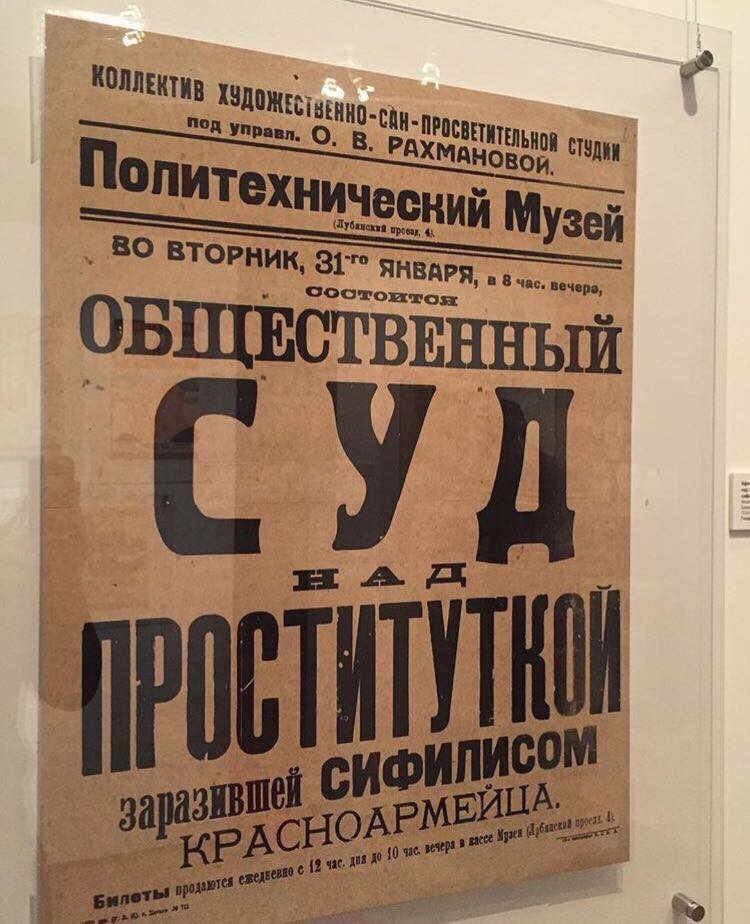 КОЛЛЕКТИВ ХУДОЖЕСТВЕННО-САН-ПРОСВЕТИТЕЛЬНОЙ СТУДИИ
под управл. О. В. РАХМАНОВОЙ.
Политехнический Музей
(Лубянский проезд, 4).
ВО ВТОРНИК, 31-го ЯНВАРЯ, в 8 час. вечера,
состоится
ОБЩЕСТВЕННЫЙ
СУД
НАД
ПРОСТИТУТКОЙ
заразившей СИФИЛИСОМ
КРАСНОАРМЕЙЦА.
Билеты продаются ежедневно с 12 час. дня до 10 час. вечера в кассе Музея (Лубянский проезд. 4).